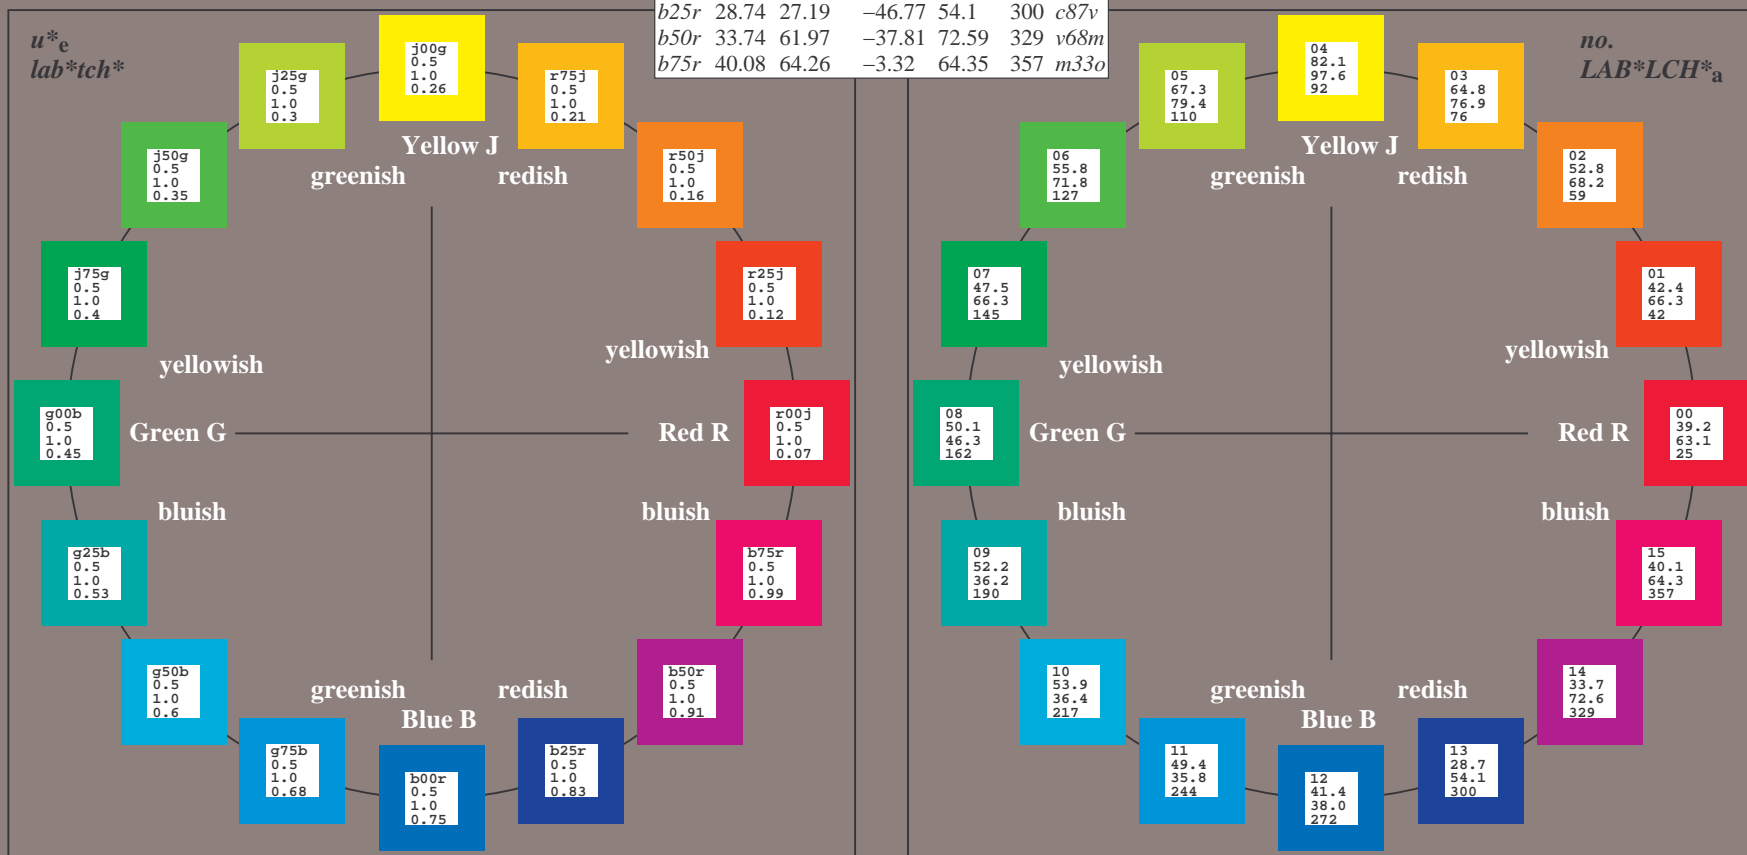 b25r 28.74 27.19 −46.77 54.1 300 c87v
b50r 33.74 61.97 −37.81 72.59 329 v68m
b75r 40.08 64.26 −3.32 64.35 357 m33o
u*e
lab*tch*
j00g
0.5
1.0
0.26
j25g
0.5
1.0
0.3
r75j
0.5
1.0
0.21
Yellow J
greenish redish
j50g
0.5
1.0
0.35
r50j
0.5
1.0
0.16
j75g
0.5
1.0
0.4
r25j
0.5
1.0
0.12
yellowish
yellowish
g00b
0.5
1.0
0.45
Green G
Red R
r00j
0.5
1.0
0.07
bluish
bluish
g25b
0.5
1.0
0.53
b75r
0.5
1.0
0.99
g50b
0.5
1.0
0.6
b50r
0.5
1.0
0.91
greenish redish
Blue B
g75b
0.5
1.0
0.68
b00r
0.5
1.0
0.75
b25r
0.5
1.0
0.83
no.
LAB*LCH*a
04
82.1
97.6
92
05
67.3
79.4
110
03
64.8
76.9
76
Yellow J
greenish redish
06
55.8
71.8
127
02
52.8
68.2
59
07
47.5
66.3
145
01
42.4
66.3
42
yellowish
yellowish
08
50.1
46.3
162
Green G
Red R
00
39.2
63.1
25
bluish
bluish
09
52.2
36.2
190
15
40.1
64.3
357
10
53.9
36.4
217
14
33.7
72.6
329
greenish redish
Blue B
11
49.4
35.8
244
12
41.4
38.0
272
13
28.7
54.1
300